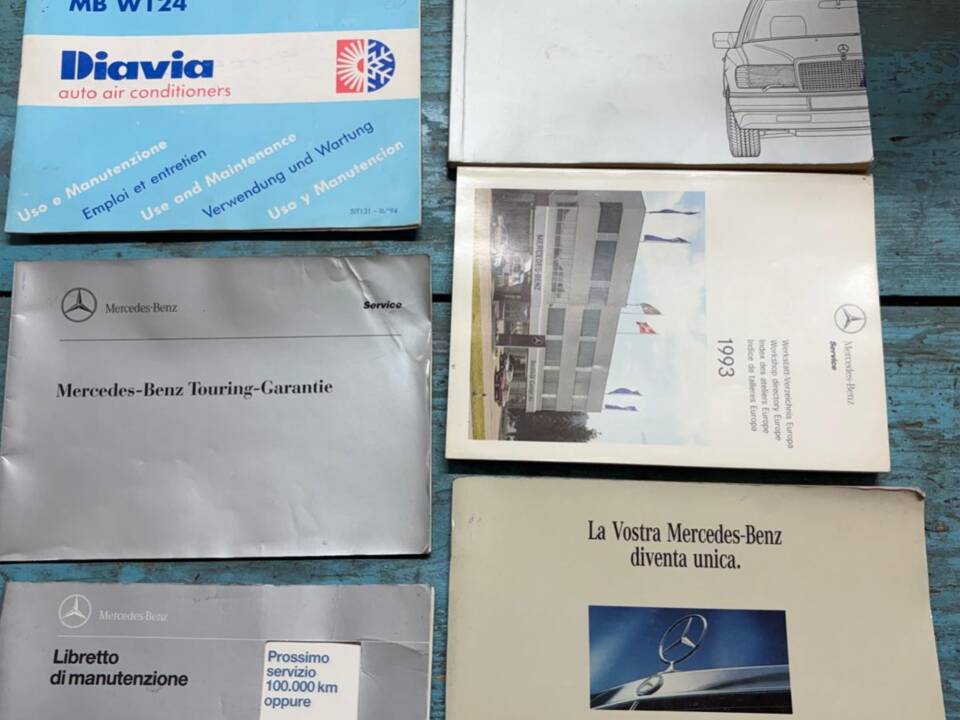 MB W124
Diavia
auto air conditioners
Uso e Manutenzione
Emploi et entretien
Use and Maintenance
Verwendung und Wartung
Uso y Manutencion
Mercedes-Benz
Service
Mercedes-Benz Touring-Garantie
Mercedes-Benz
Libretto
di manutenzione
Prossimo
servizio
100.000 km
oppure
MERCEDES-BENZ
Mercedes-Benz
Service
Werkstatt-Verzeichnis Europa
Workshop directory Europe
Index des ateliers Europe
Indice de talleres Europa
1993
La Vostra Mercedes-Benz
diventa unica.